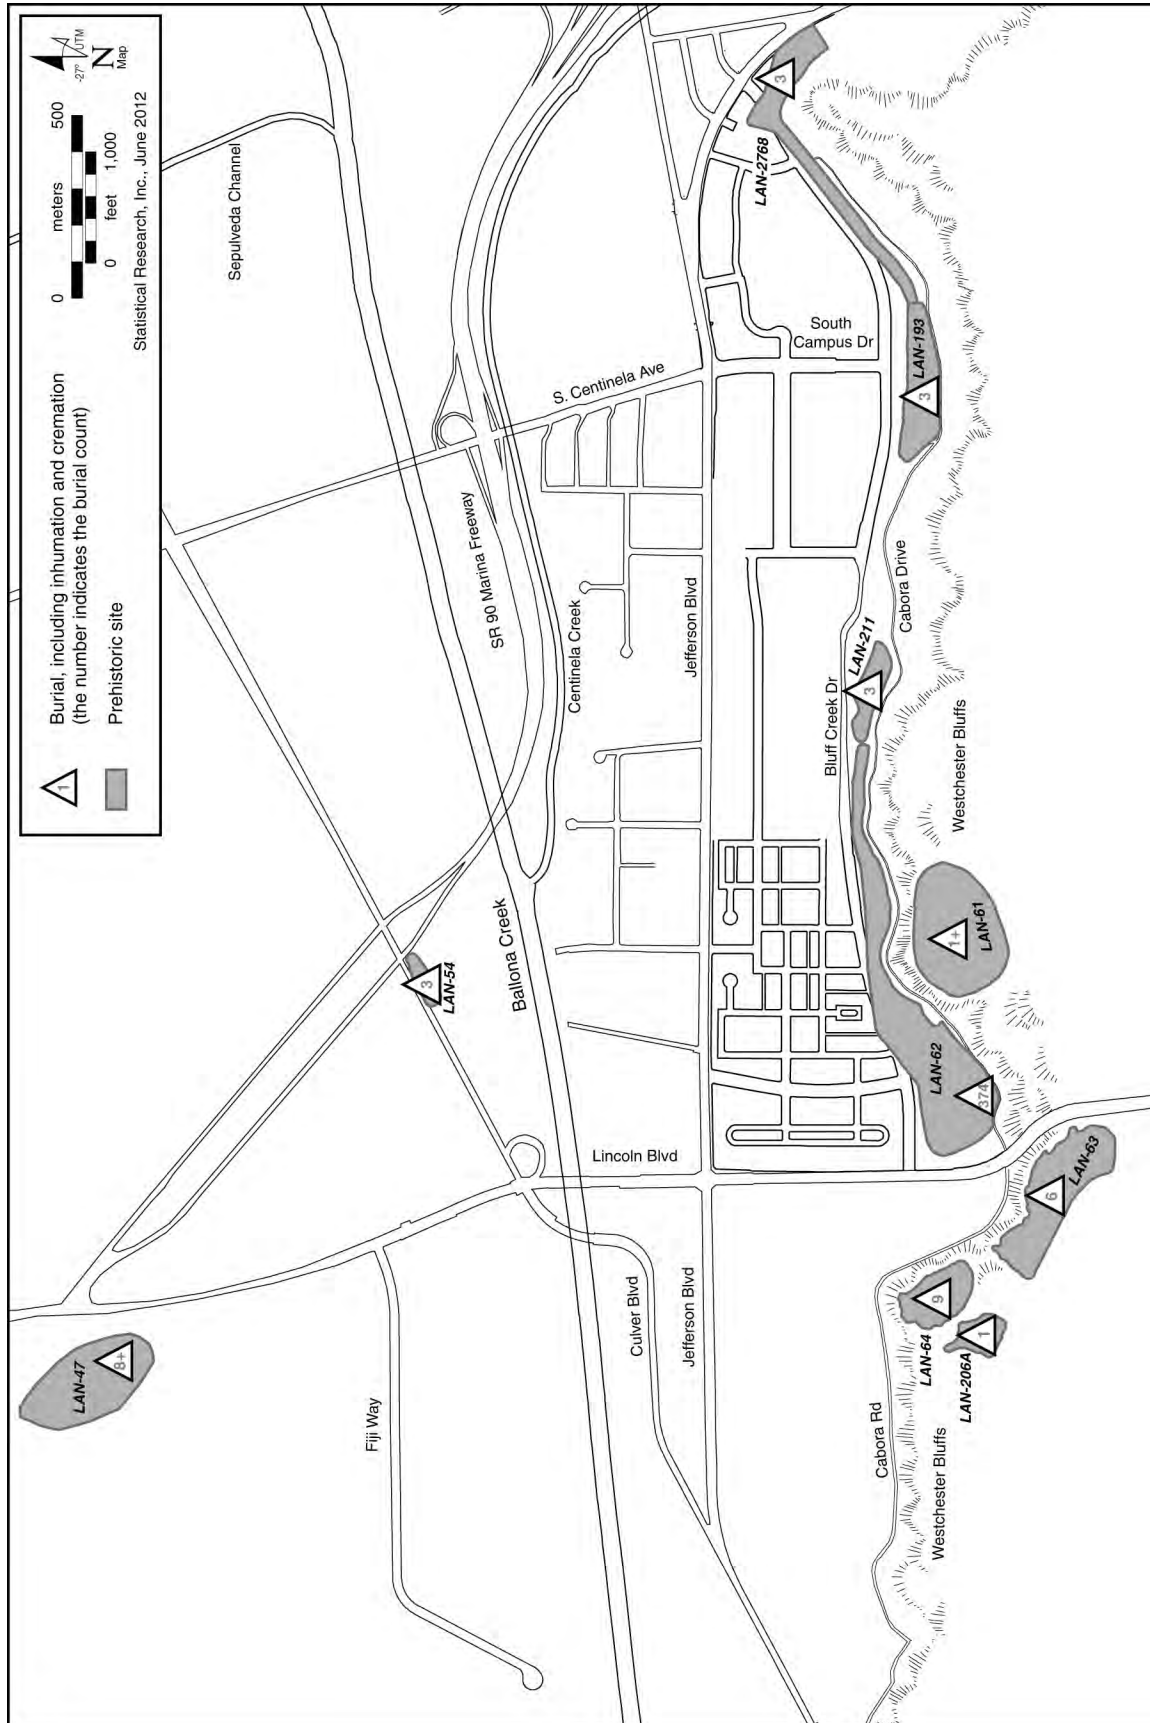 1
Burial, including inhumation and cremation
(the number indicates the burial count)
Prehistoric site
0 meters 500
0 feet 1,000
-27°
UTM
N
Map
Statistical Research, Inc., June 2012
LAN-47
8+
Fiji Way
Culver Blvd
Lincoln Blvd
LAN-54
3
Ballona Creek
SR 90 Marina Freeway
Centinela Creek
Sepulveda Channel
S. Centinela Ave
Jefferson Blvd
Jefferson Blvd
South
Campus Dr
LAN-2768
3
Bluff Creek Dr
LAN-211
3
Cabora Drive
LAN-193
3
Cabora Rd
LAN-64
9
LAN-206A
1
LAN-63
6
LAN-62
374
LAN-61
1+
Westchester Bluffs
Westchester Bluffs